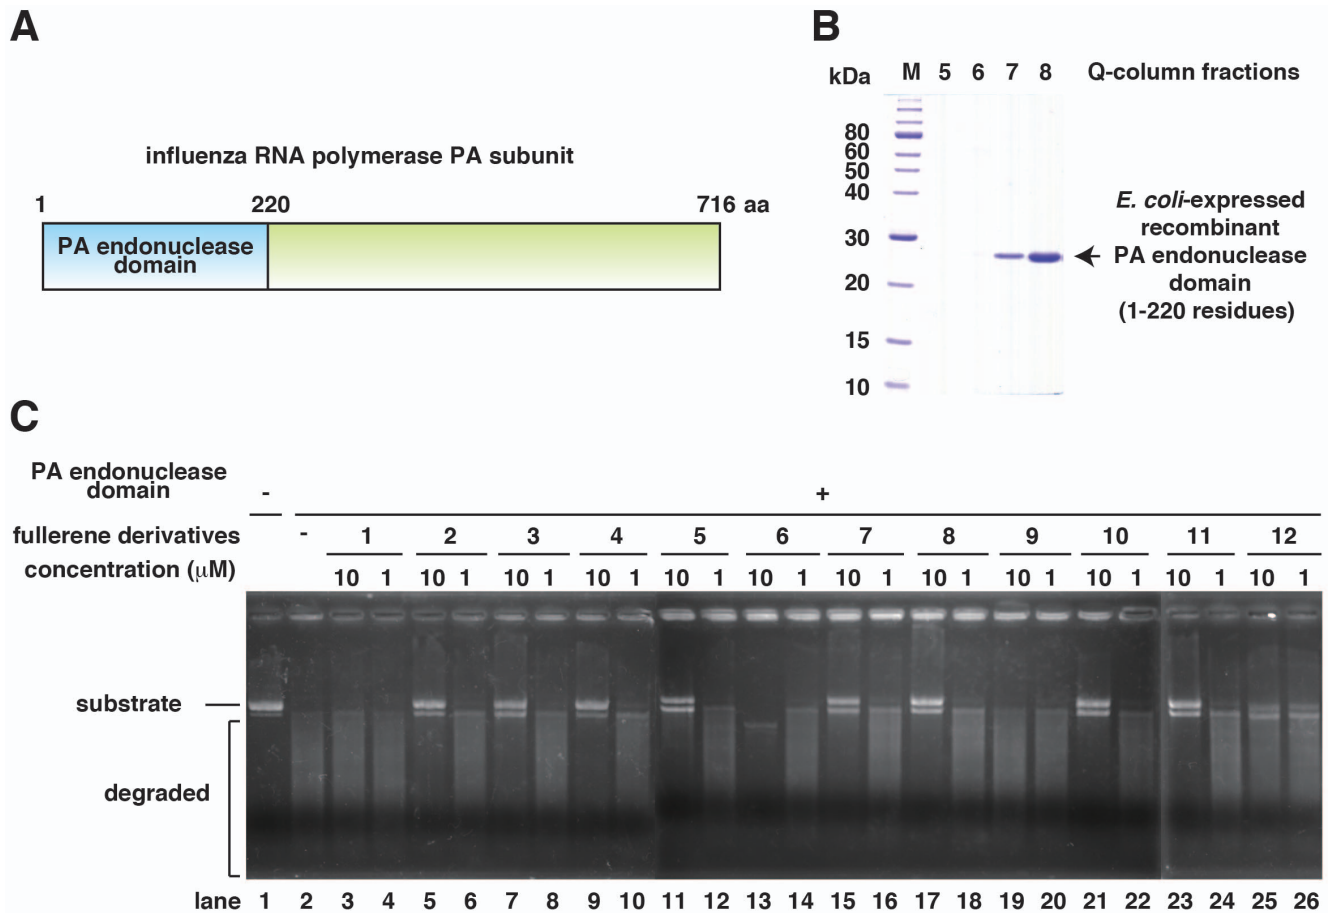 A
influenza RNA polymerase PA subunit
1 220 716 aa
PA endonuclease
domain
B
kDa M 5 6 7 8 Q-column fractions
80
60
50
40
30
20
15
10
E. coli-expressed
recombinant
PA endonuclease
domain
(1-220 residues)
C
PA endonuclease
domain - +
fullerene derivatives - 1 2 3 4 5 6 7 8 9 10 11 12
concentration (μM) 10 1 10 1 10 1 10 1 10 1 10 1 10 1 10 1 10 1 10 1 10 1 10 1
substrate
degraded
lane 1 2 3 4 5 6 7 8 9 10 11 12 13 14 15 16 17 18 19 20 21 22 23 24 25 26